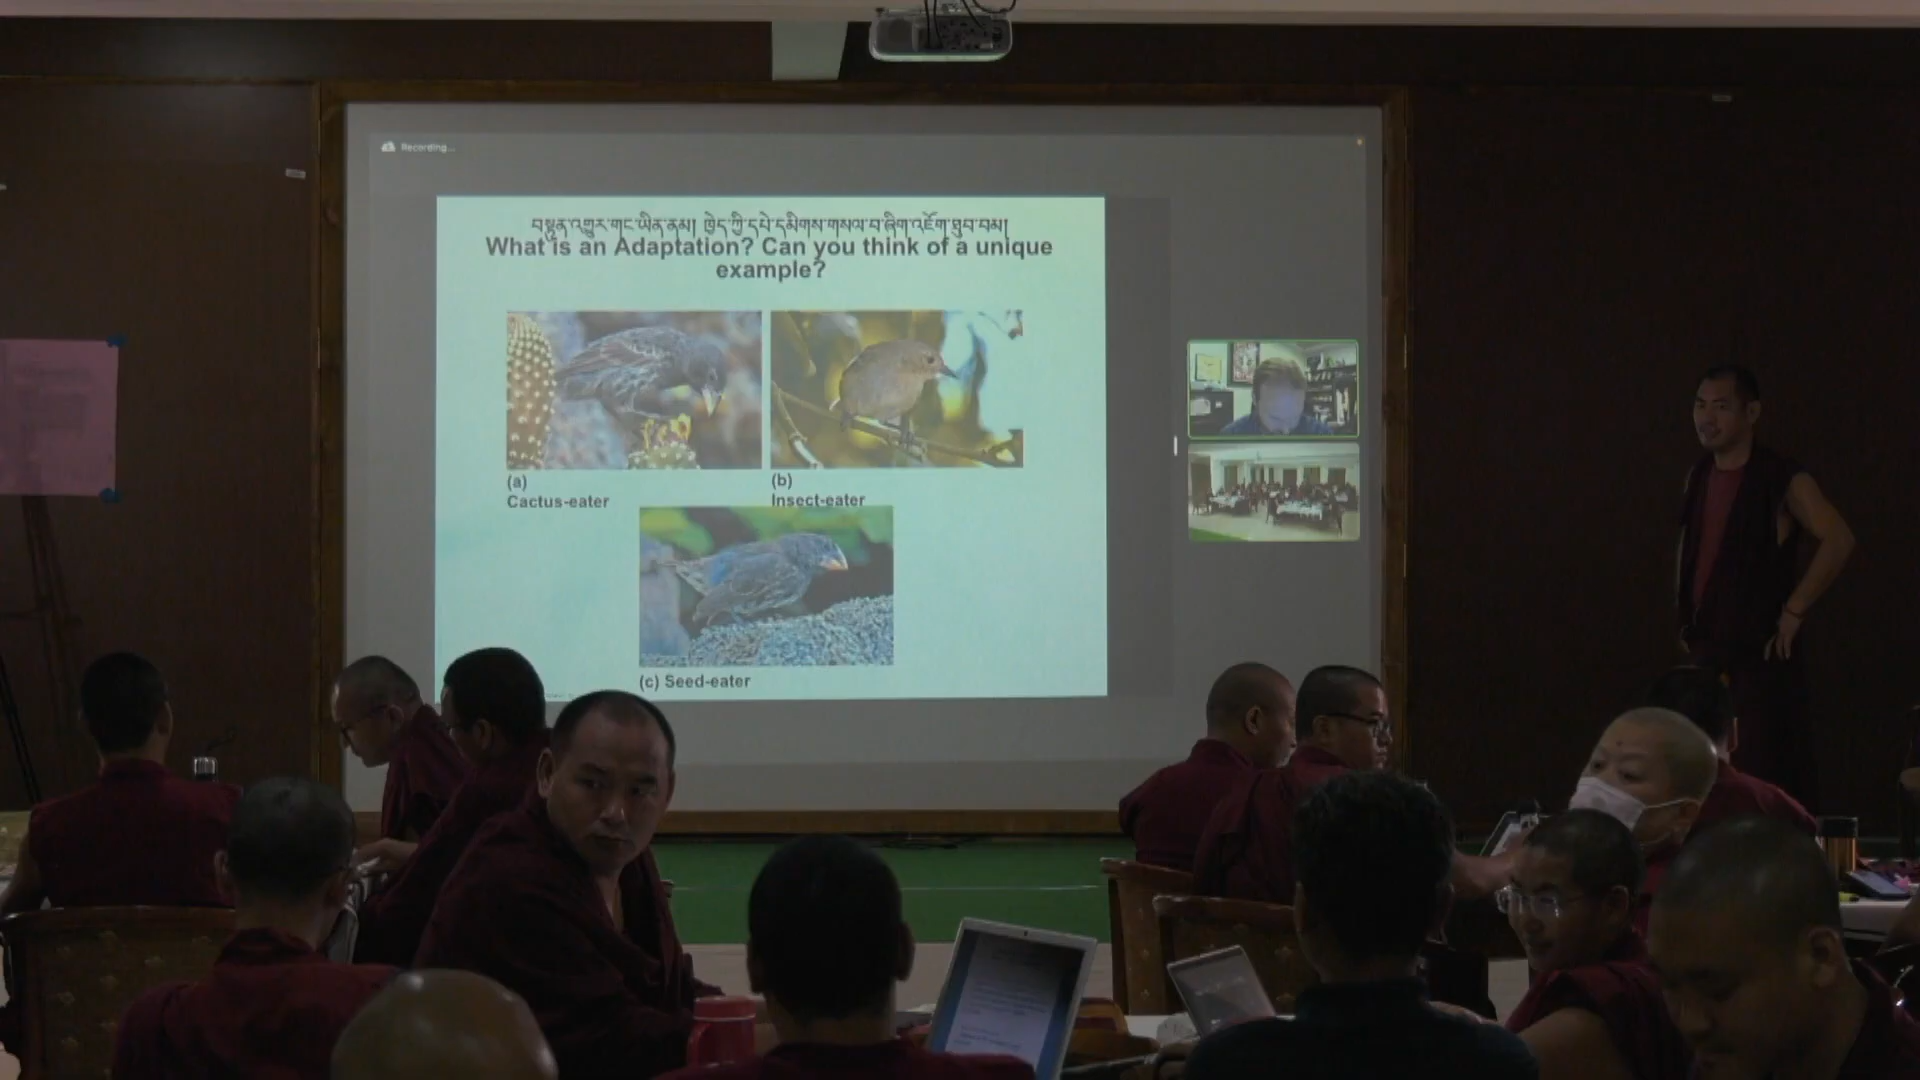 Recording...
བསྟུན་འགྱུར་གང་ཡིན་ནམ། ཁྱེད་ཀྱི་དཔེ་དམིགས་གསལ་བ་ཞིག་འཇོག་ཐུབ་བམ།
What is an Adaptation? Can you think of a unique
example?
(a)
Cactus-eater
(b)
Insect-eater
(c) Seed-eater